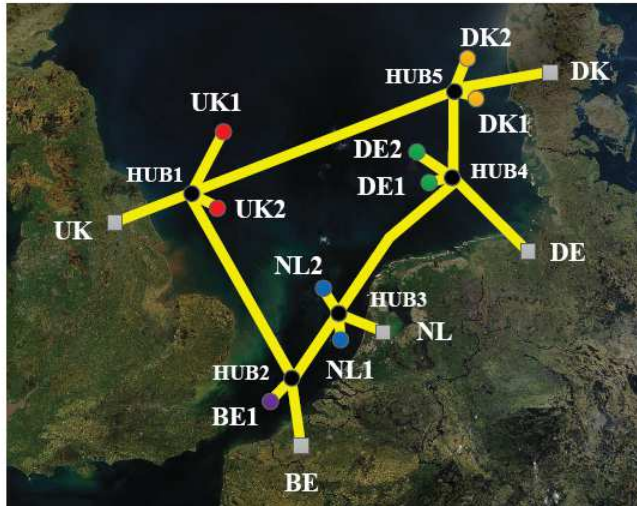 DK2
DK
HUB5
UK1
DK1
DE2
HUB1
HUB4
DE1
UK2
UK
DE
NL2
HUB3
NL
NL1
HUB2
BE1
BE